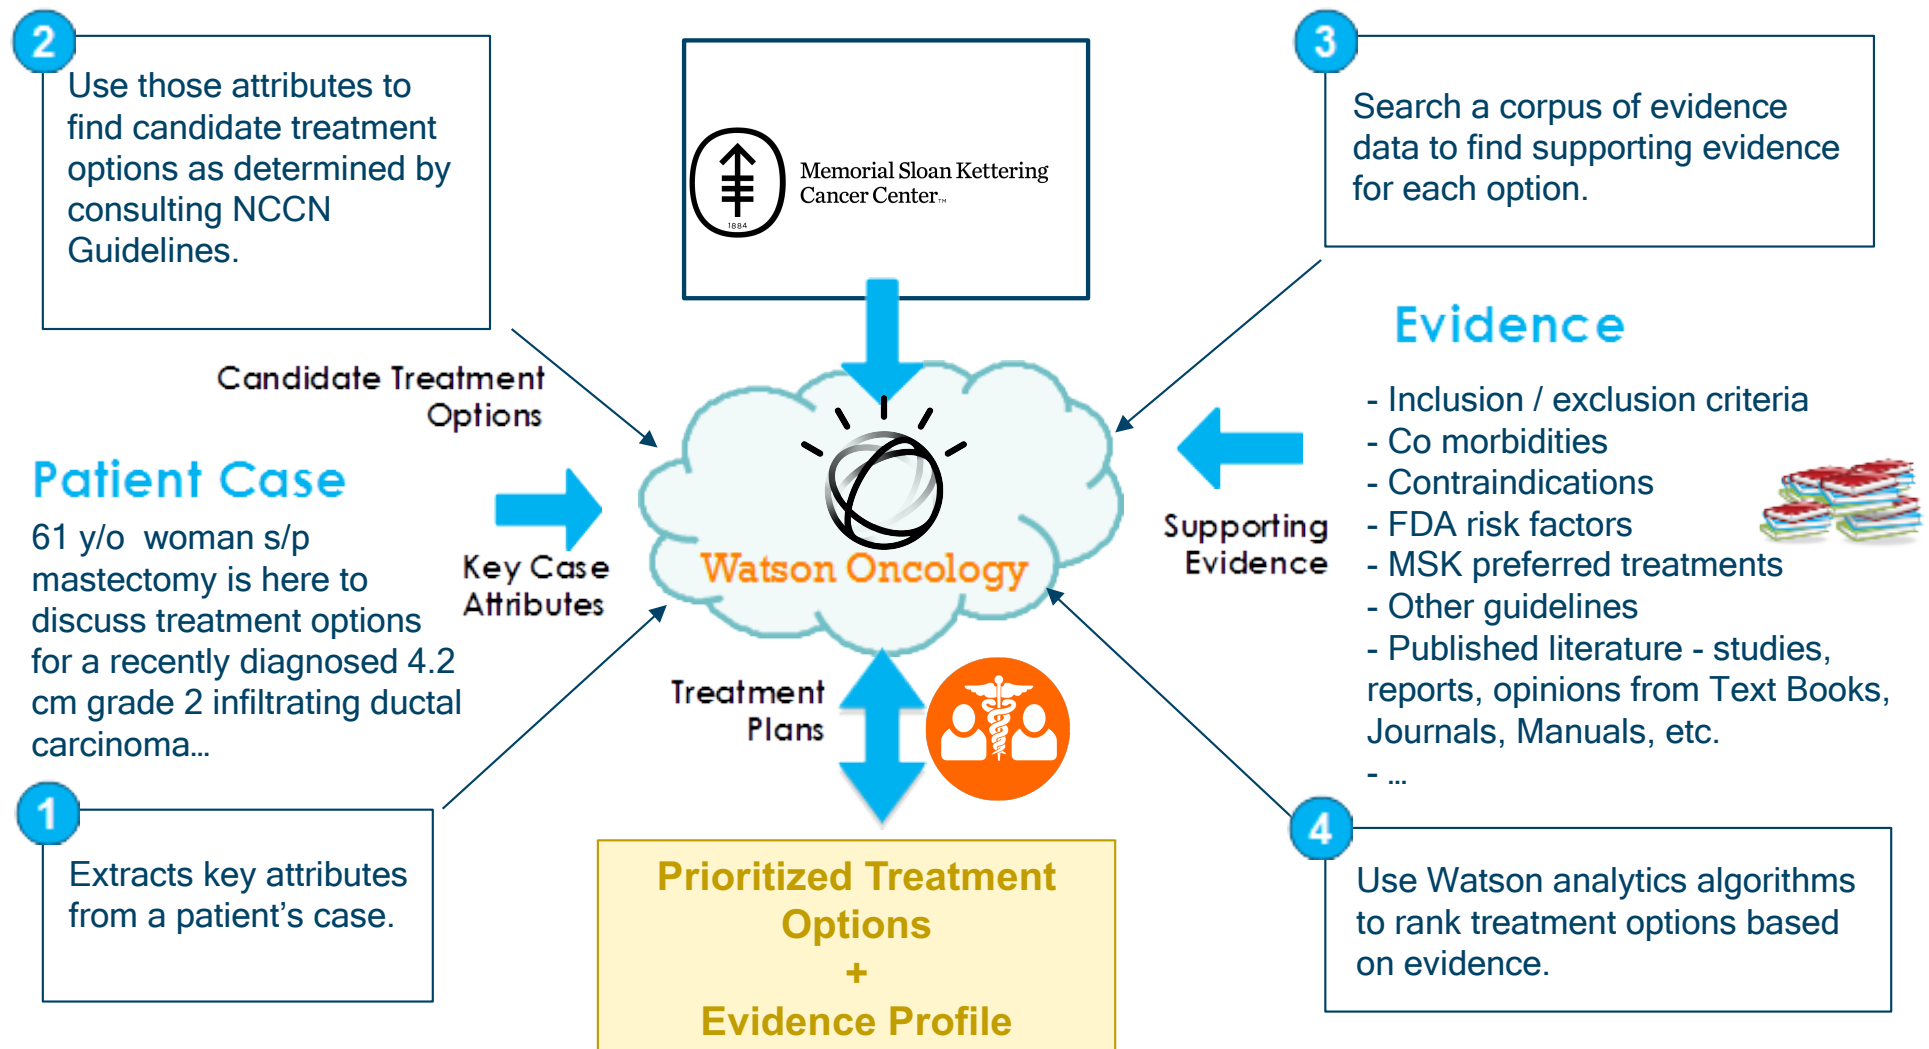 2
Use those attributes to
find candidate treatment
options as determined by
consulting NCCN
Guidelines.
1884
Memorial Sloan Kettering
Cancer Center™
3
Search a corpus of evidence
data to find supporting evidence
for each option.
Candidate Treatment
Options
Patient Case
61 y/o woman s/p
mastectomy is here to
discuss treatment options
for a recently diagnosed 4.2
cm grade 2 infiltrating ductal
carcinoma...
Key Case
Attributes
Watson Oncology
Supporting
Evidence
Evidence
- Inclusion / exclusion criteria
- Co morbidities
- Contraindications
- FDA risk factors
- MSK preferred treatments
- Other guidelines
- Published literature - studies,
reports, opinions from Text Books,
Journals, Manuals, etc.
- ...
Treatment
Plans
1
Extracts key attributes
from a patient’s case.
Prioritized Treatment
Options
+
Evidence Profile
4
Use Watson analytics algorithms
to rank treatment options based
on evidence.